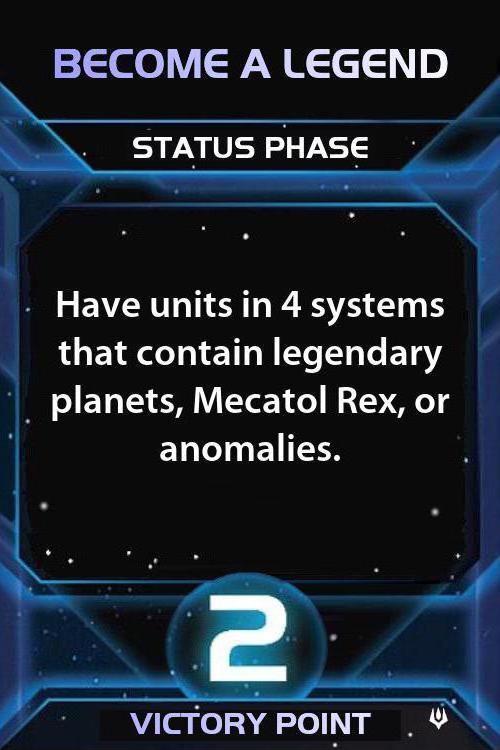 BECOME A LEGEND
STATUS PHASE
Have units in 4 systems
that contain legendary
planets, Mecatol Rex, or
anomalies.
2
VICTORY POINT